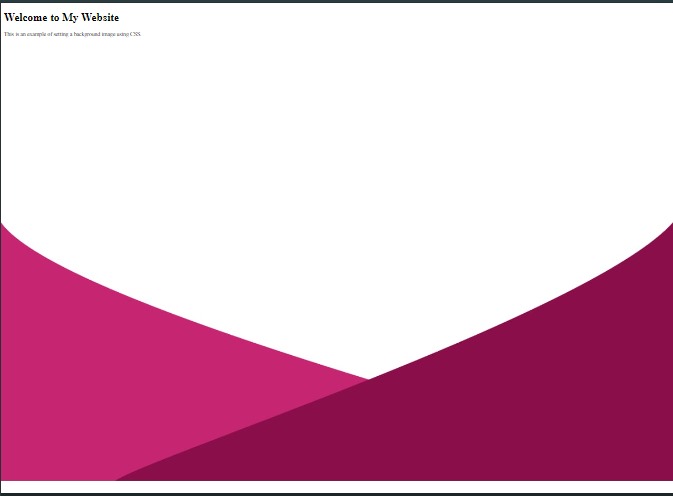 Welcome to My Website
This is an example of setting a background image using CSS.